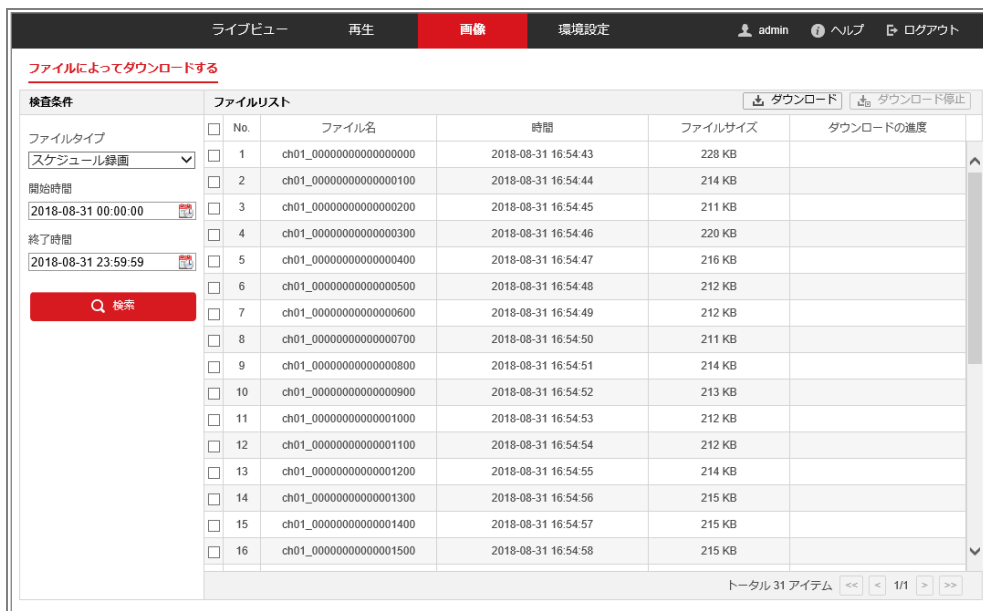 ライブビュー 再生 画像 環境設定 admin ヘルプ ログアウト
ファイルによってダウンロードする
検査条件 ファイルリスト ダウンロード ダウンロード停止
ファイルタイプ
スケジュール録画
開始時間
2018-08-31 00:00:00
終了時間
2018-08-31 23:59:59
検索
No. ファイル名 時間 ファイルサイズ ダウンロードの進度
1 ch01_00000000000000000 2018-08-31 16:54:43 228 KB
2 ch01_00000000000000100 2018-08-31 16:54:44 214 KB
3 ch01_00000000000000200 2018-08-31 16:54:45 211 KB
4 ch01_00000000000000300 2018-08-31 16:54:46 220 KB
5 ch01_00000000000000400 2018-08-31 16:54:47 216 KB
6 ch01_00000000000000500 2018-08-31 16:54:48 212 KB
7 ch01_00000000000000600 2018-08-31 16:54:49 212 KB
8 ch01_00000000000000700 2018-08-31 16:54:50 211 KB
9 ch01_00000000000000800 2018-08-31 16:54:51 214 KB
10 ch01_00000000000000900 2018-08-31 16:54:52 213 KB
11 ch01_00000000000001000 2018-08-31 16:54:53 212 KB
12 ch01_00000000000001100 2018-08-31 16:54:54 212 KB
13 ch01_00000000000001200 2018-08-31 16:54:55 214 KB
14 ch01_00000000000001300 2018-08-31 16:54:56 215 KB
15 ch01_00000000000001400 2018-08-31 16:54:57 215 KB
16 ch01_00000000000001500 2018-08-31 16:54:58 215 KB
トータル 31 アイテム << < 1/1 > >>